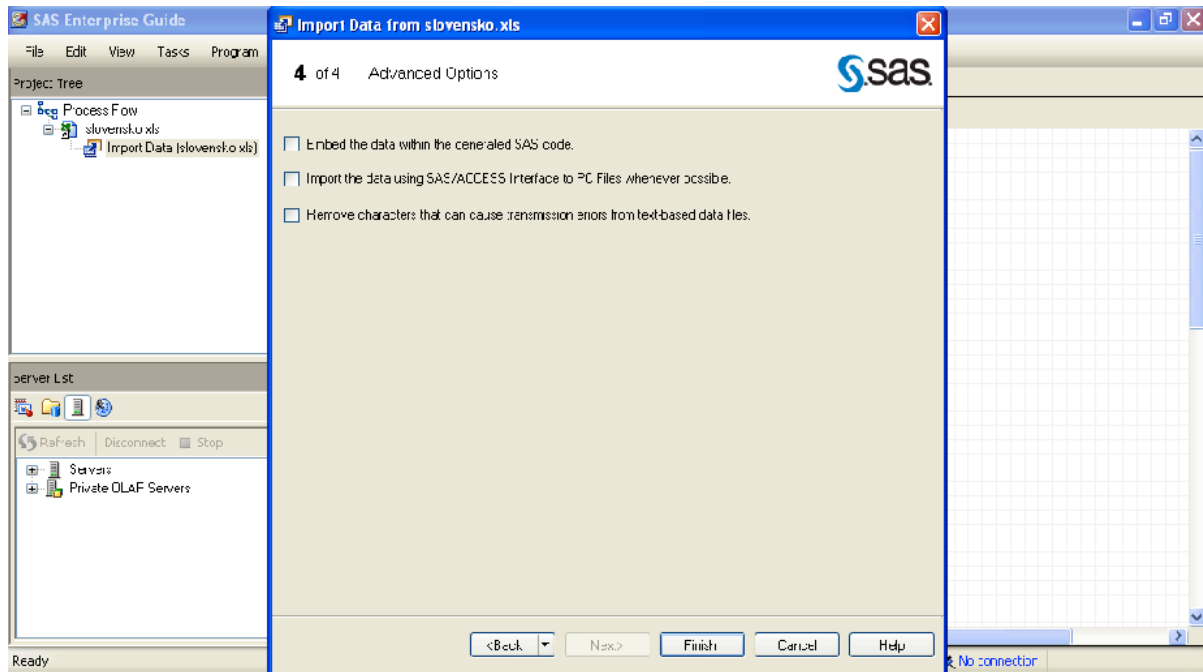 SAS Enterprise Guide
File Edit View Tasks Program
Project Tree
Process Flow
slovensko.xls
Import Data (slovensko.xls)
Server List
Refresh Disconnect Stop
Servers
Private OLAP Servers
Ready
Import Data from slovensko.xls
4 of 4 Advanced Options
sas
Embed the data within the generated SAS code.
Import the data using SAS/ACCESS Interface to PC Files whenever possible.
Remove characters that can cause transmission errors from text-based data files.
<Back Next> Finish Cancel Help
No connection